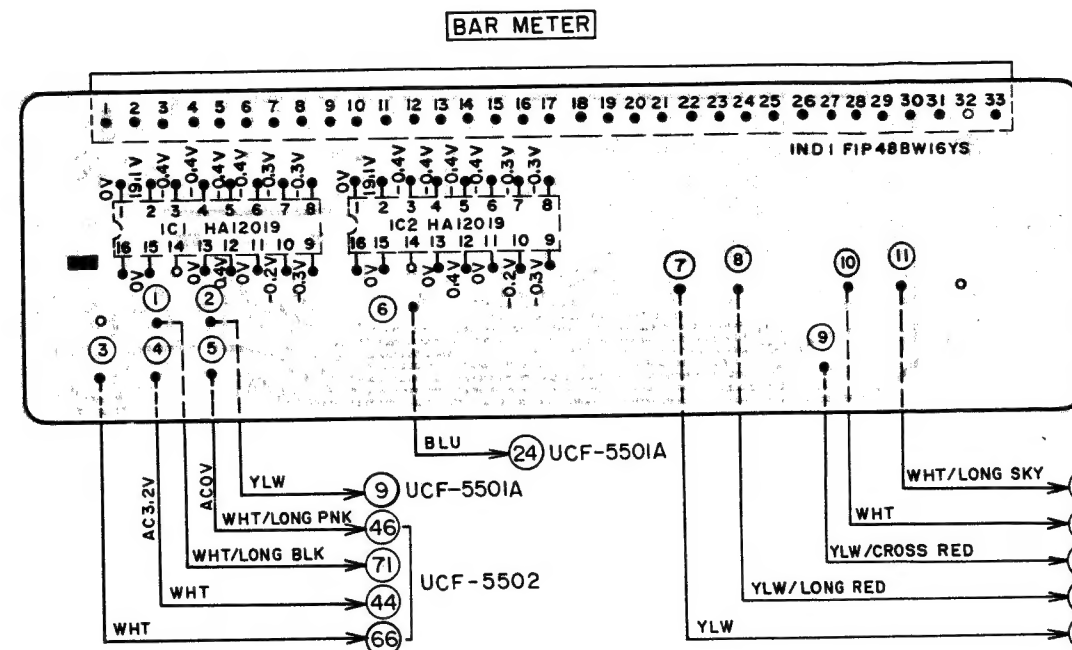 BAR METER
1 2 3 4 5 6 7 8 9 10 11 12 13 14 15 16 17 18 19 20 21 22 23 24 25 26 27 28 29 30 31 32 33
IND1 FIP48BW16YS
0V 19.1V -0.4V -0.4V -0.4V -0.4V -0.3V -0.3V
1 2 3 4 5 6 7 8
IC1 HA12019
16 15 14 13 12 11 10 9
0V 0V 0.4V 0V -0.2V -0.3V
0V 19.1V -0.4V -0.4V -0.4V -0.4V -0.3V -0.3V
1 2 3 4 5 6 7 8
IC2 HA12019
16 15 14 13 12 11 10 9
0V 0V 0.4V 0V -0.2V -0.3V
1 2 6 7 8 10 11
3 4 5 9
BLU 24 UCF-5501A
YLW 9 UCF-5501A
AC3.2V
AC0V
WHT/LONG PNK 46
WHT/LONG BLK 71
UCF-5502
WHT 44
WHT 66
WHT/LONG SKY
WHT
YLW/CROSS RED
YLW/LONG RED
YLW